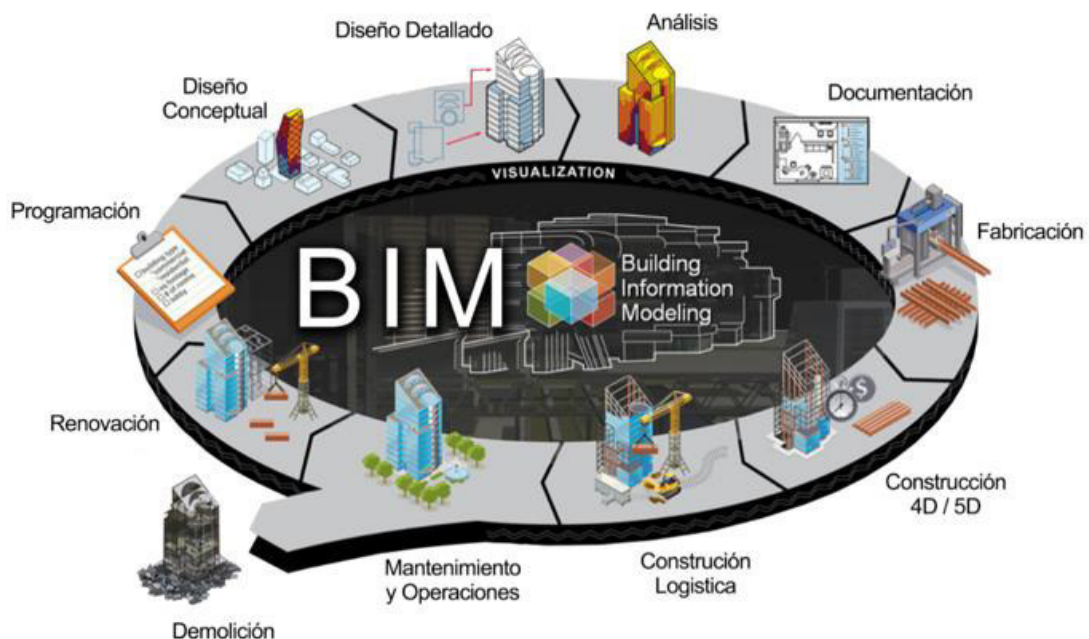 Diseño Detallado
Análisis
Diseño
Conceptual
Documentación
VISUALIZATION
Programación
Fabricación
BIM
Building
Information
Modeling
Renovación
Construcción
4D / 5D
Construción
Logistica
Mantenimiento
y Operaciones
Demolición